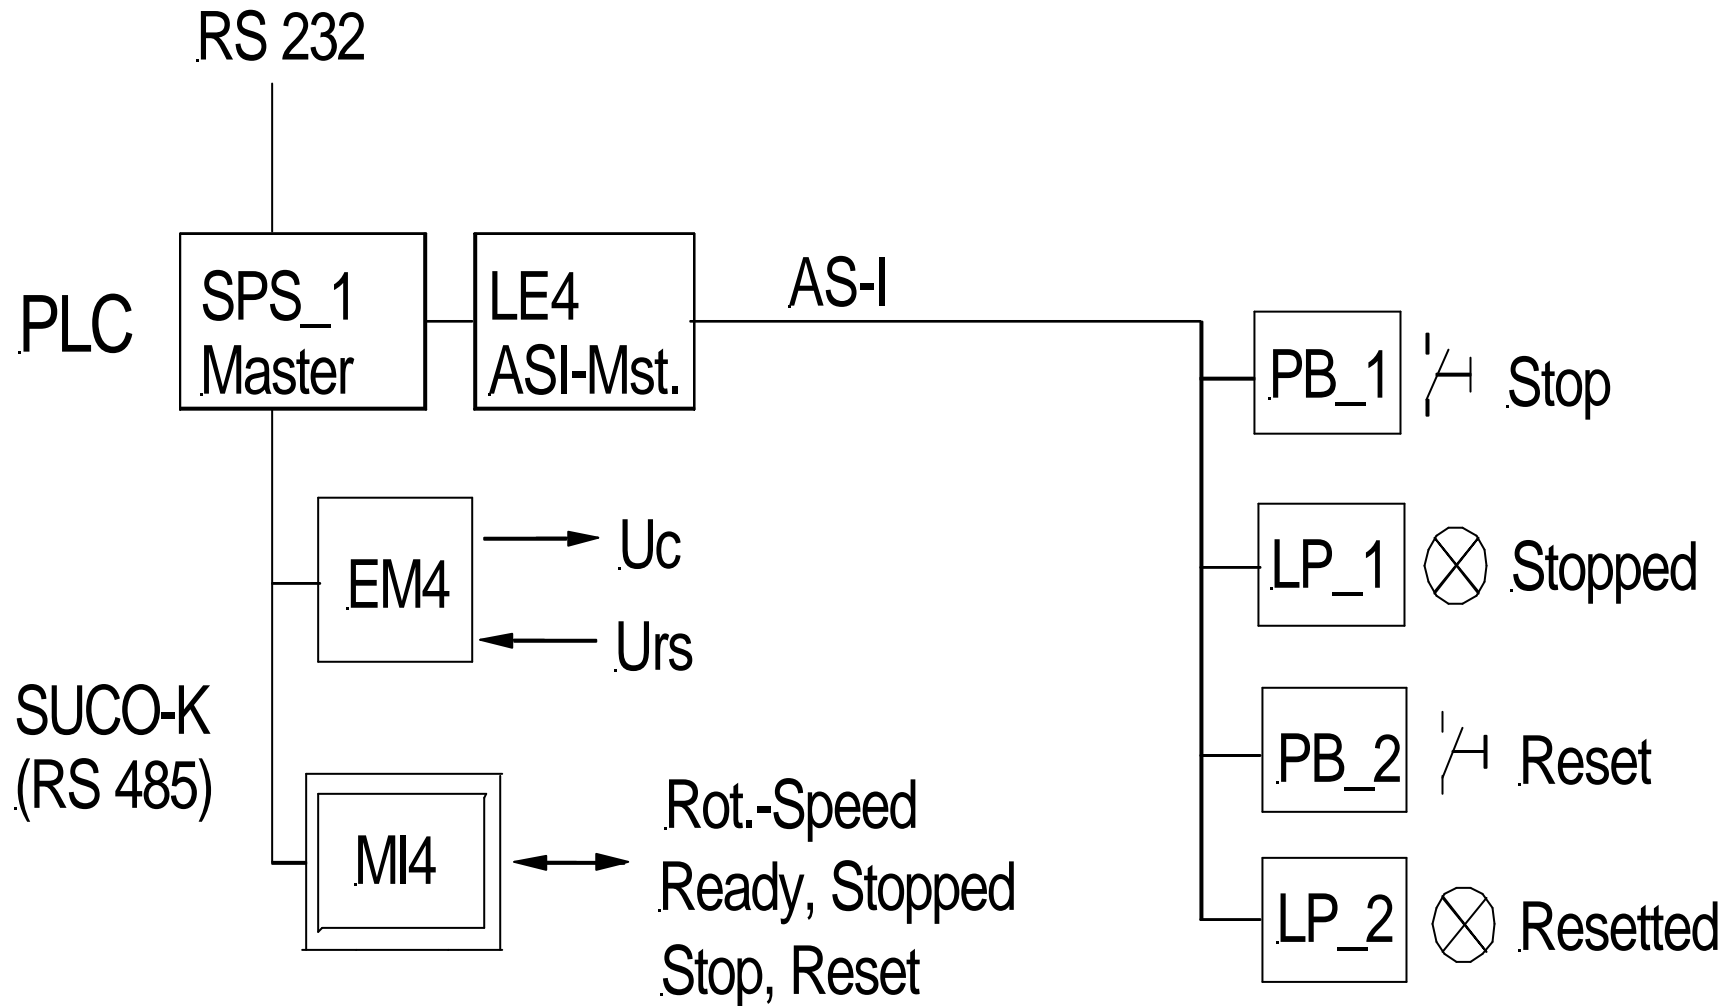 RS 232
PLC
SPS_1
Master
LE4
ASI-Mst.
AS-I
PB_1
Stop
EM4
Uc
Urs
LP_1
Stopped
SUCO-K
(RS 485)
PB_2
Reset
MI4
Rot.-Speed
Ready, Stopped
Stop, Reset
LP_2
Resetted